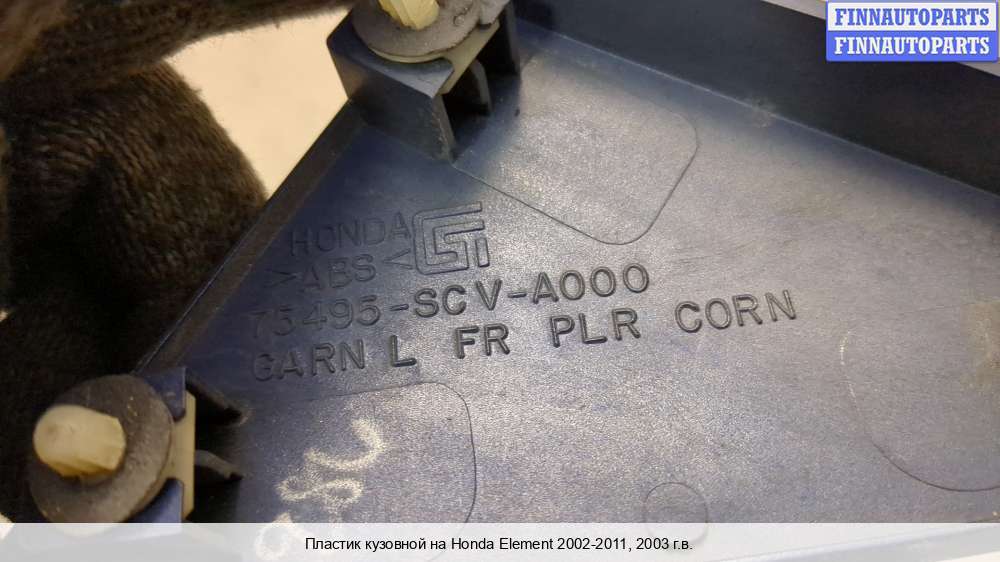 FINNAUTOPARTS
FINNAUTOPARTS
HONDA
>ABS<
75495-SCV-A000
GARN L FR PLR CORN
Пластик кузовной на Honda Element 2002-2011, 2003 г.в.